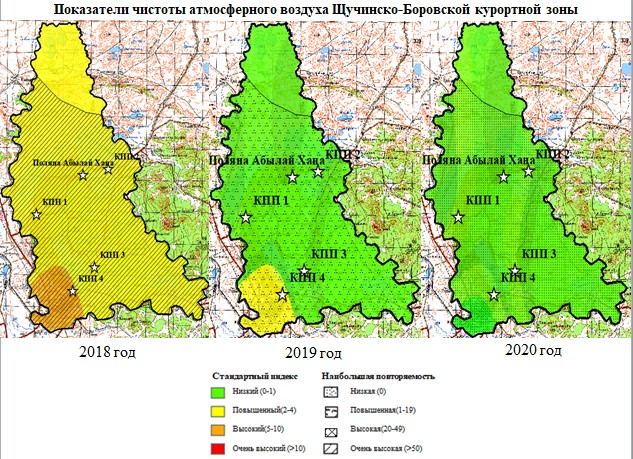 Показатели чистоты атмосферного воздуха Щучинско-Боровской курортной зоны
Поляна Абылай Хана
КПП 1
КПП 3
КПП 4
Поляна Абылай Хана
КПП 2
КПП 1
КПП 3
КПП 4
Поляна Абылай Хана
КПП 2
КПП 1
КПП 3
КПП 4
2018 год
2019 год
2020 год
Стандартный индекс
Низкий (0-1)
Повышенный(2-4)
Высокий(5-10)
Очень высокий (>10)
Наибольшая повторяемость
Низкая (0)
Повышенная(1-19)
Высокая(20-49)
Очень высокая (>50)